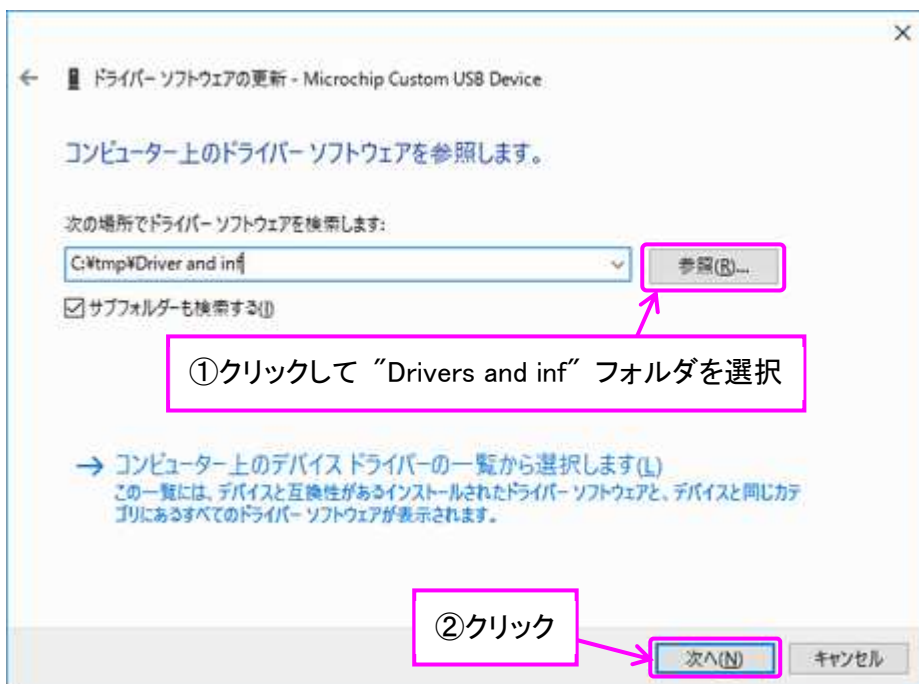 ×
← ドライバー ソフトウェアの更新 - Microchip Custom USB Device
コンピューター上のドライバー ソフトウェアを参照します。
次の場所でドライバー ソフトウェアを検索します:
C:¥tmp¥Driver and inf
参照(R)...
サブフォルダーも検索する(I)
①クリックして "Drivers and inf" フォルダを選択
→ コンピューター上のデバイス ドライバーの一覧から選択します(L)
この一覧には、デバイスと互換性があるインストールされたドライバー ソフトウェアと、デバイスと同じカテ
ゴリにあるすべてのドライバー ソフトウェアが表示されます。
②クリック
次へ(N)
キャンセル